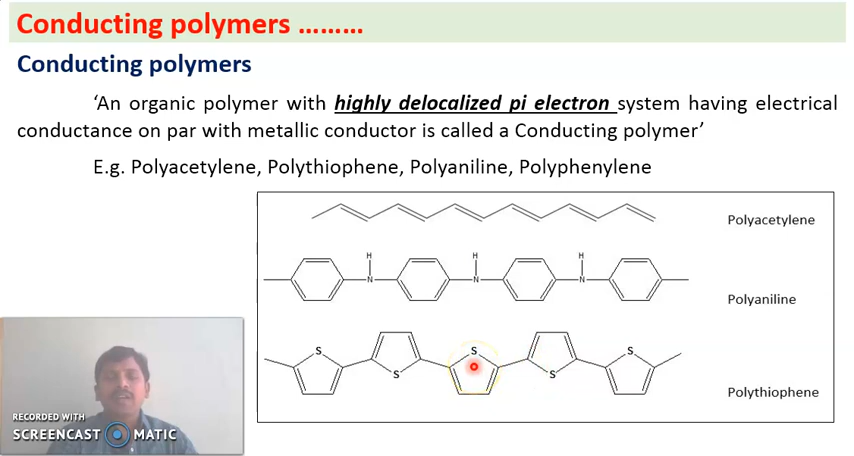 Conducting polymers .........
Conducting polymers
‘An organic polymer with highly delocalized pi electron system having electrical
conductance on par with metallic conductor is called a Conducting polymer’
E.g. Polyacetylene, Polythiophene, Polyaniline, Polyphenylene
Polyacetylene
H H H
N N N
Polyaniline
S S S
S S
Polythiophene
RECORDED WITH
SCREENCAST MATIC